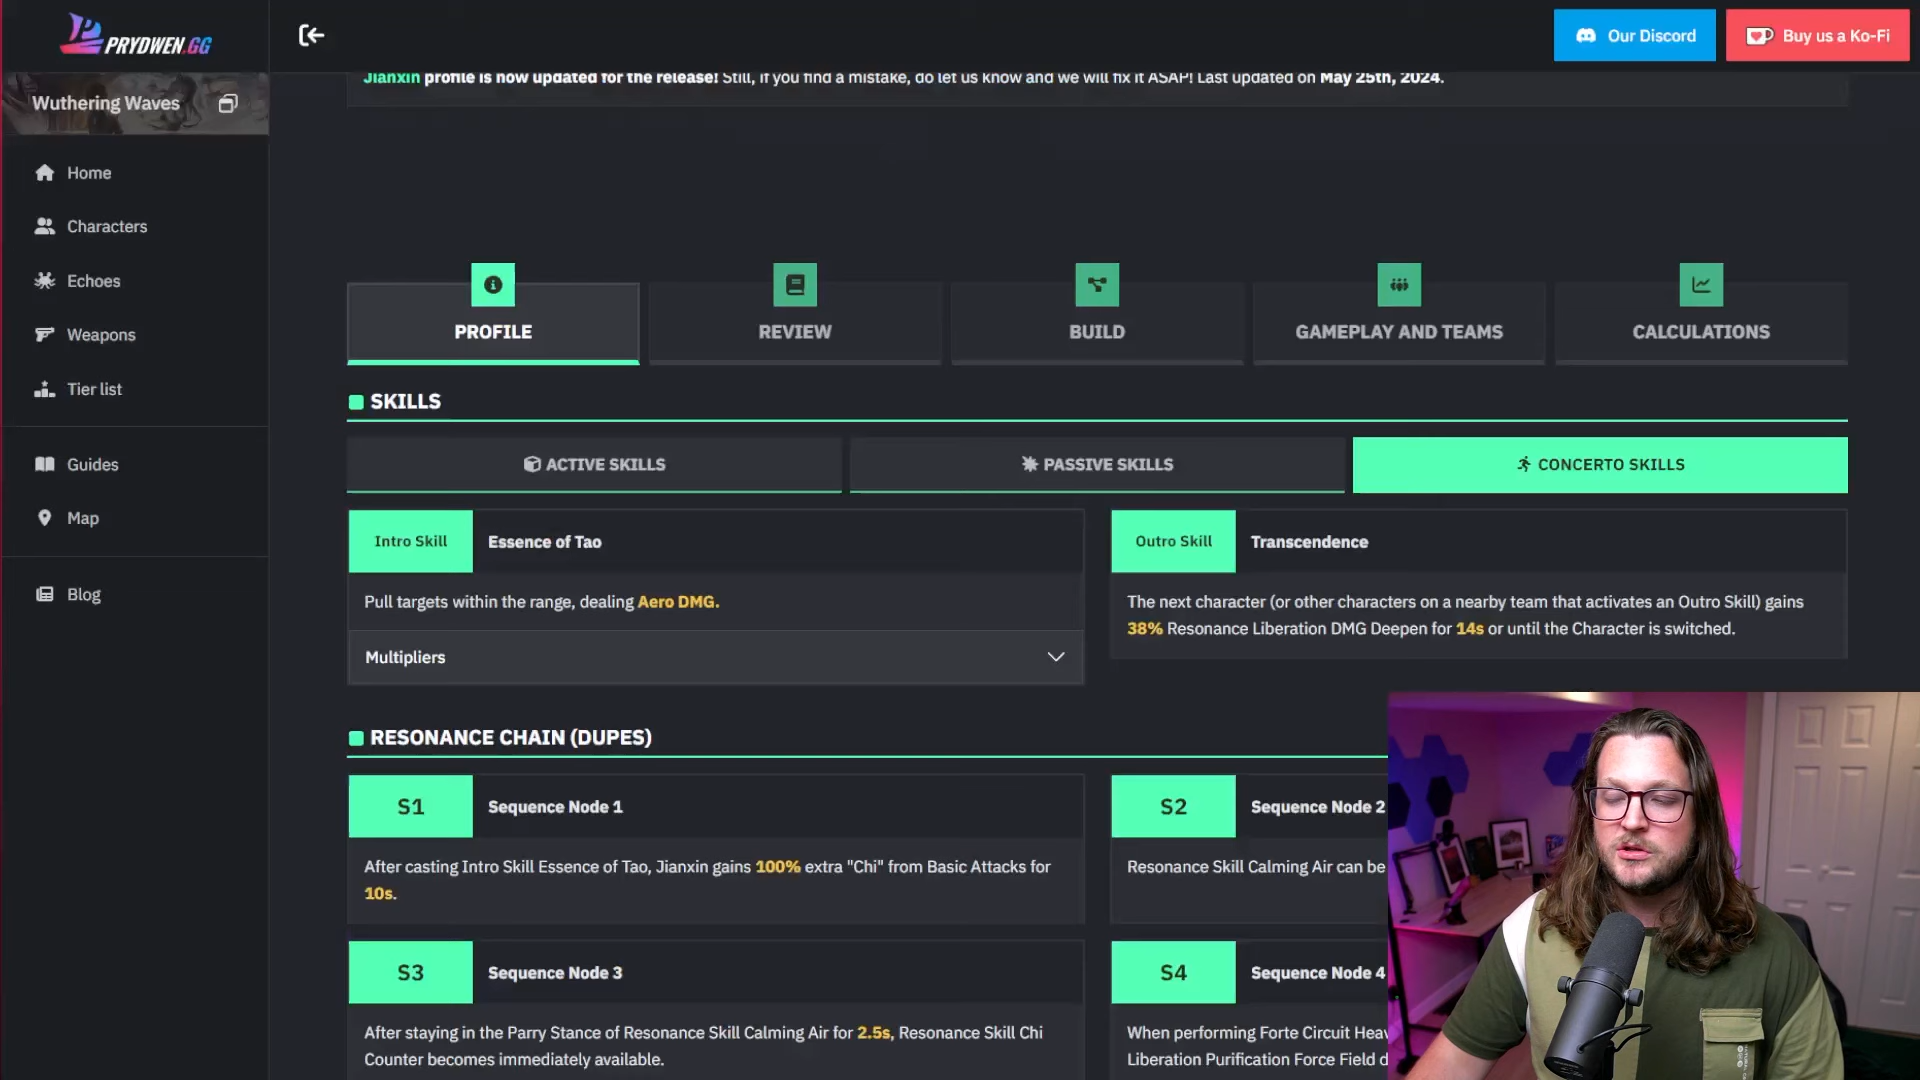 PRYDWEN.GG
Our Discord
Buy us a Ko-Fi
Jianxin profile is now updated for the release! Still, if you find a mistake, do let us know and we will fix it ASAP! Last updated on May 25th, 2024.
Wuthering Waves
Home
Characters
Echoes
Weapons
Tier list
Guides
Map
Blog
PROFILE
REVIEW
BUILD
GAMEPLAY AND TEAMS
CALCULATIONS
SKILLS
ACTIVE SKILLS
PASSIVE SKILLS
CONCERTO SKILLS
Intro Skill
Essence of Tao
Pull targets within the range, dealing Aero DMG.
Multipliers
Outro Skill
Transcendence
The next character (or other characters on a nearby team that activates an Outro Skill) gains
38% Resonance Liberation DMG Deepen for 14s or until the Character is switched.
RESONANCE CHAIN (DUPES)
S1
Sequence Node 1
After casting Intro Skill Essence of Tao, Jianxin gains 100% extra "Chi" from Basic Attacks for
10s.
S2
Sequence Node 2
Resonance Skill Calming Air can be
S3
Sequence Node 3
After staying in the Parry Stance of Resonance Skill Calming Air for 2.5s, Resonance Skill Chi
Counter becomes immediately available.
S4
Sequence Node 4
When performing Forte Circuit Heav
Liberation Purification Force Field d